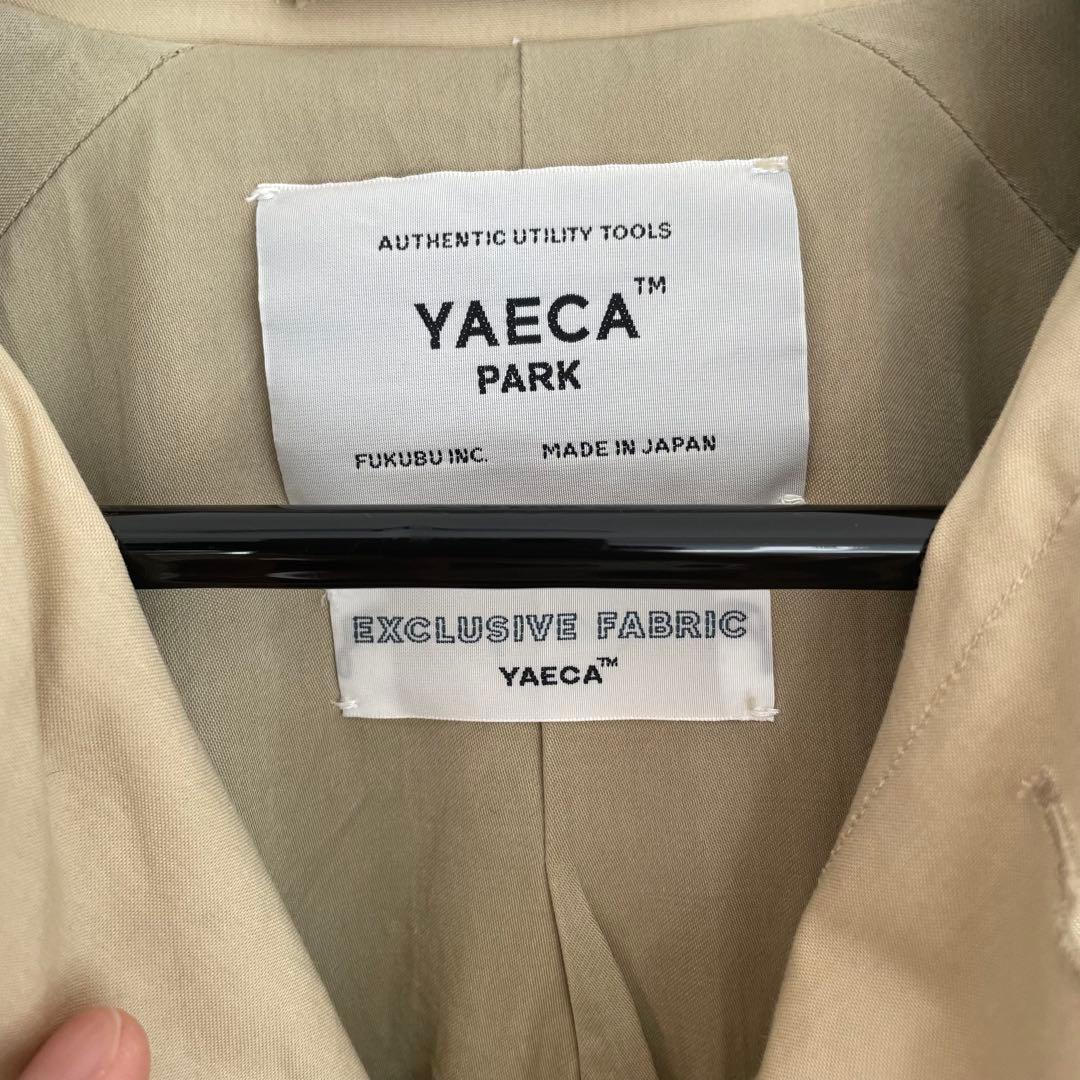 AUTHENTIC UTILITY TOOLS
YAECA™
PARK
FUKUBU INC. MADE IN JAPAN
EXCLUSIVE FABRIC
YAECA™